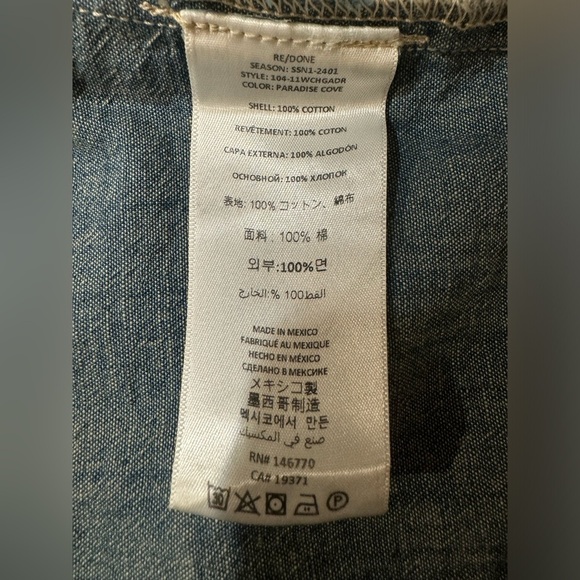 RE/DONE
SEASON: SSN1-2401
STYLE: 104-11WCHGADR
COLOR: PARADISE COVE
SHELL: 100% COTTON
REVÊTEMENT: 100% COTON
CAPA EXTERNA: 100% ALGODÓN
ОСНОВНОЙ: 100% ХЛОПОК
表地: 100% コットン、綿布
面料 : 100% 棉
외부:100%면
القط100 %:الخارج
MADE IN MEXICO
FABRIQUÉ AU MEXIQUE
HECHO EN MÉXICO
СДЕЛАНО В МЕКСИКЕ
メキシコ製
墨西哥制造
멕시코에서 만든
صنع في المكسيك
RN# 146770
CA# 19371
30
P